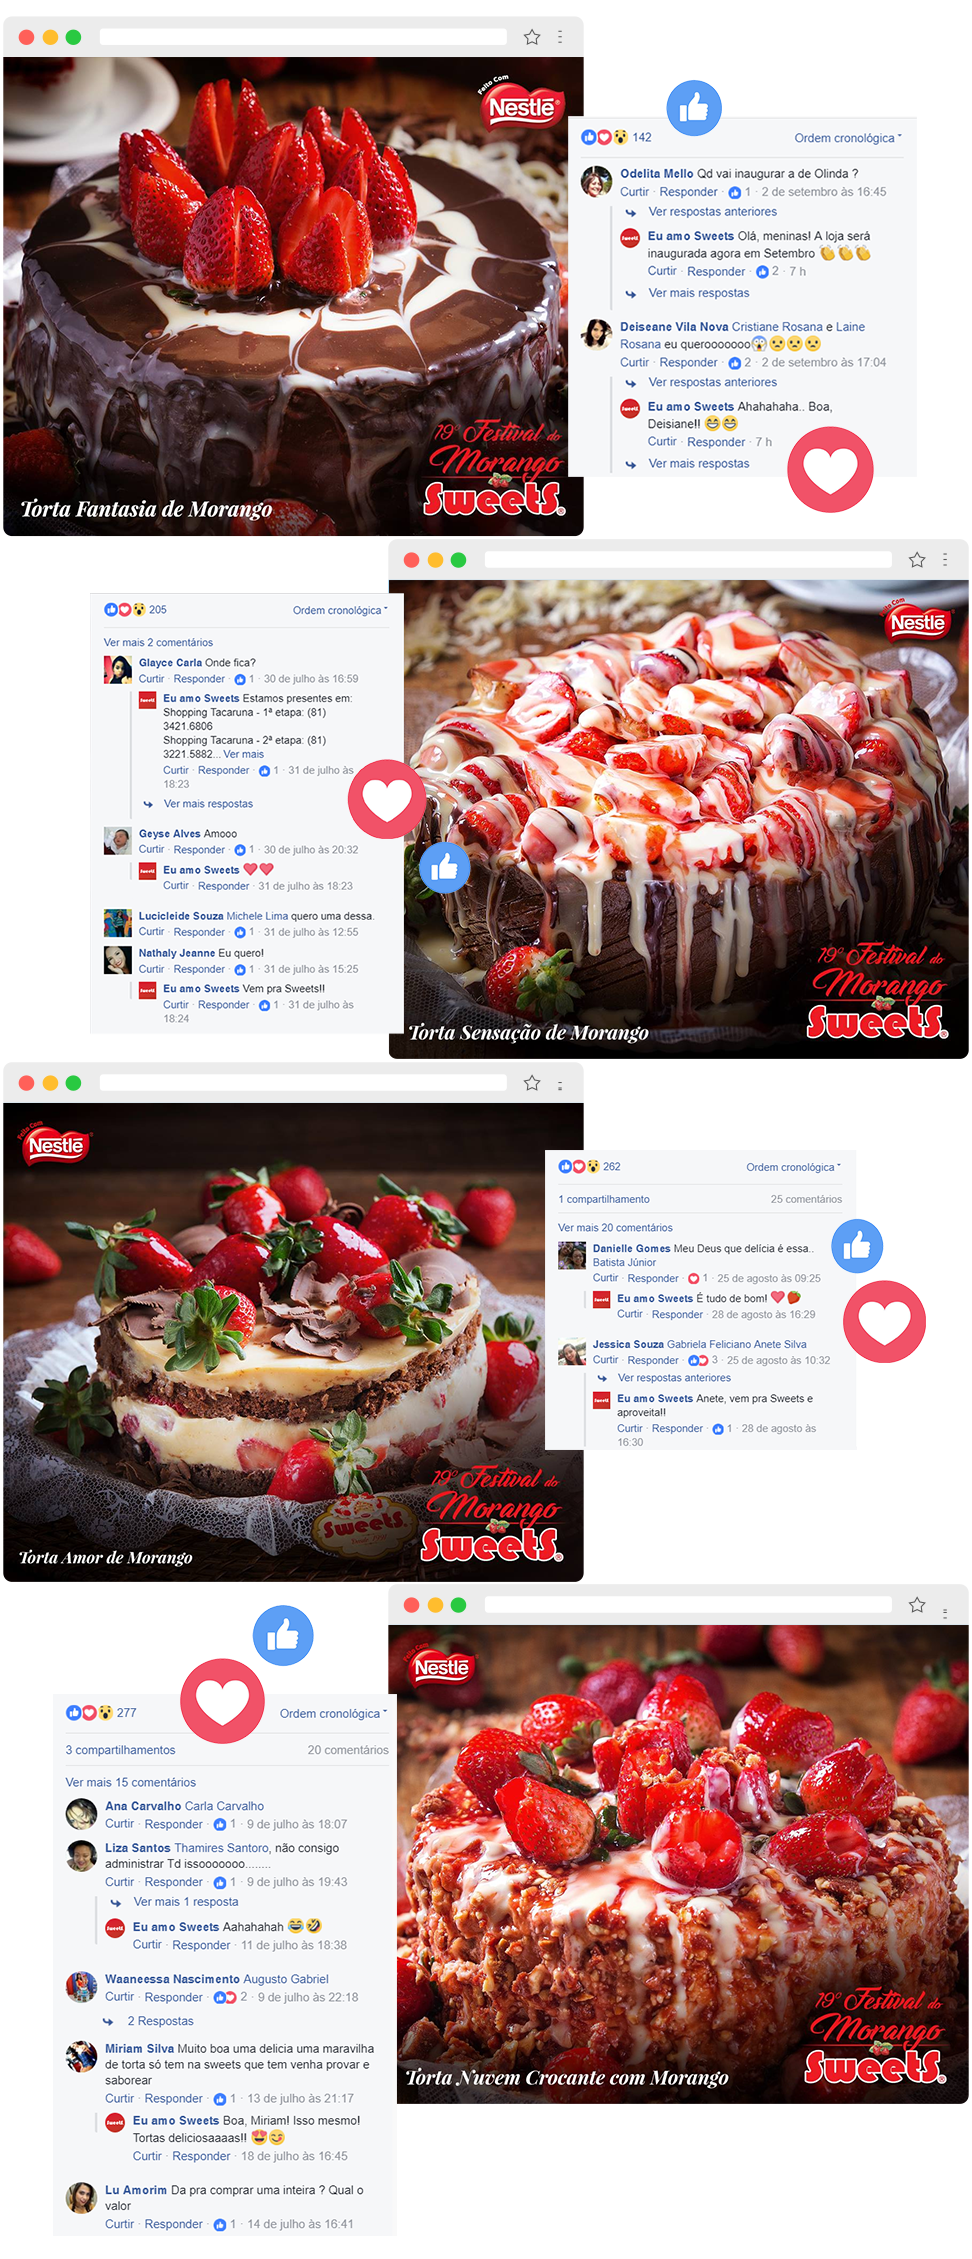 Feito Com
Nestlé
19º Festival do
Morango
Sweets
Torta Fantasia de Morango
142
Ordem cronológica
Odelita Mello Qd vai inaugurar a de Olinda ?
Curtir · Responder · 1 · 2 de setembro às 16:45
Ver respostas anteriores
Eu amo Sweets Olá, meninas! A loja será
inaugurada agora em Setembro 👏👏👏
Curtir · Responder · 2 · 7 h
Ver mais respostas
Deiseane Vila Nova Cristiane Rosana e Laine
Rosana eu querooooooo😱😟😟😟
Curtir · Responder · 2 · 2 de setembro às 17:04
Ver respostas anteriores
Eu amo Sweets Ahahahaha.. Boa,
Deisiane!! 😂😂
Curtir · Responder · 7 h
Ver mais respostas
205
Ordem cronológica
Ver mais 2 comentários
Glayce Carla Onde fica?
Curtir · Responder · 1 · 30 de julho às 16:59
Eu amo Sweets Estamos presentes em:
Shopping Tacaruna - 1ª etapa: (81)
3421.6806
Shopping Tacaruna - 2ª etapa: (81)
3221.5882... Ver mais
Curtir · Responder · 1 · 31 de julho às
18:23
Ver mais respostas
Geyse Alves Amooo
Curtir · Responder · 1 · 30 de julho às 20:32
Eu amo Sweets ❤❤
Curtir · Responder · 31 de julho às 18:23
Lucicleide Souza Michele Lima quero uma dessa.
Curtir · Responder · 1 · 31 de julho às 12:55
Nathaly Jeanne Eu quero!
Curtir · Responder · 1 · 31 de julho às 15:25
Eu amo Sweets Vem pra Sweets!!
Curtir · Responder · 1 · 31 de julho às
18:24
Feito Com
Nestlé
19º Festival do
Morango
Sweets
Torta Sensação de Morango
Feito Com
Nestlé
Sweets
19º Festival do
Morango
Sweets
Torta Amor de Morango
262
Ordem cronológica
1 compartilhamento
25 comentários
Ver mais 20 comentários
Danielle Gomes Meu Deus que delícia é essa..
Batista Júnior
Curtir · Responder · 1 · 25 de agosto às 09:25
Eu amo Sweets É tudo de bom! ❤🍓
Curtir · Responder · 28 de agosto às 16:29
Jessica Souza Gabriela Feliciano Anete Silva
Curtir · Responder · 3 · 25 de agosto às 10:32
Ver respostas anteriores
Eu amo Sweets Anete, vem pra Sweets e
aproveita!!
Curtir · Responder · 1 · 28 de agosto às
16:30
277
Ordem cronológica
3 compartilhamentos
20 comentários
Ver mais 15 comentários
Ana Carvalho Carla Carvalho
Curtir · Responder · 1 · 9 de julho às 18:07
Liza Santos Thamires Santoro, não consigo
administrar Td issooooooo........
Curtir · Responder · 1 · 9 de julho às 19:43
Ver mais 1 resposta
Eu amo Sweets Aahahahah 😂🤣
Curtir · Responder · 11 de julho às 18:38
Waaneessa Nascimento Augusto Gabriel
Curtir · Responder · 2 · 9 de julho às 22:18
2 Respostas
Miriam Silva Muito boa uma delicia uma maravilha
de torta só tem na sweets que tem venha provar e
saborear
Curtir · Responder · 1 · 13 de julho às 21:17
Eu amo Sweets Boa, Miriam! Isso mesmo!
Tortas deliciosaaaas!! 😍😋
Curtir · Responder · 18 de julho às 16:45
Lu Amorim Da pra comprar uma inteira ? Qual o
valor
Curtir · Responder · 1 · 14 de julho às 16:41
Feito Com
Nestlé
19º Festival do
Morango
Sweets
Torta Nuvem Crocante com Morango